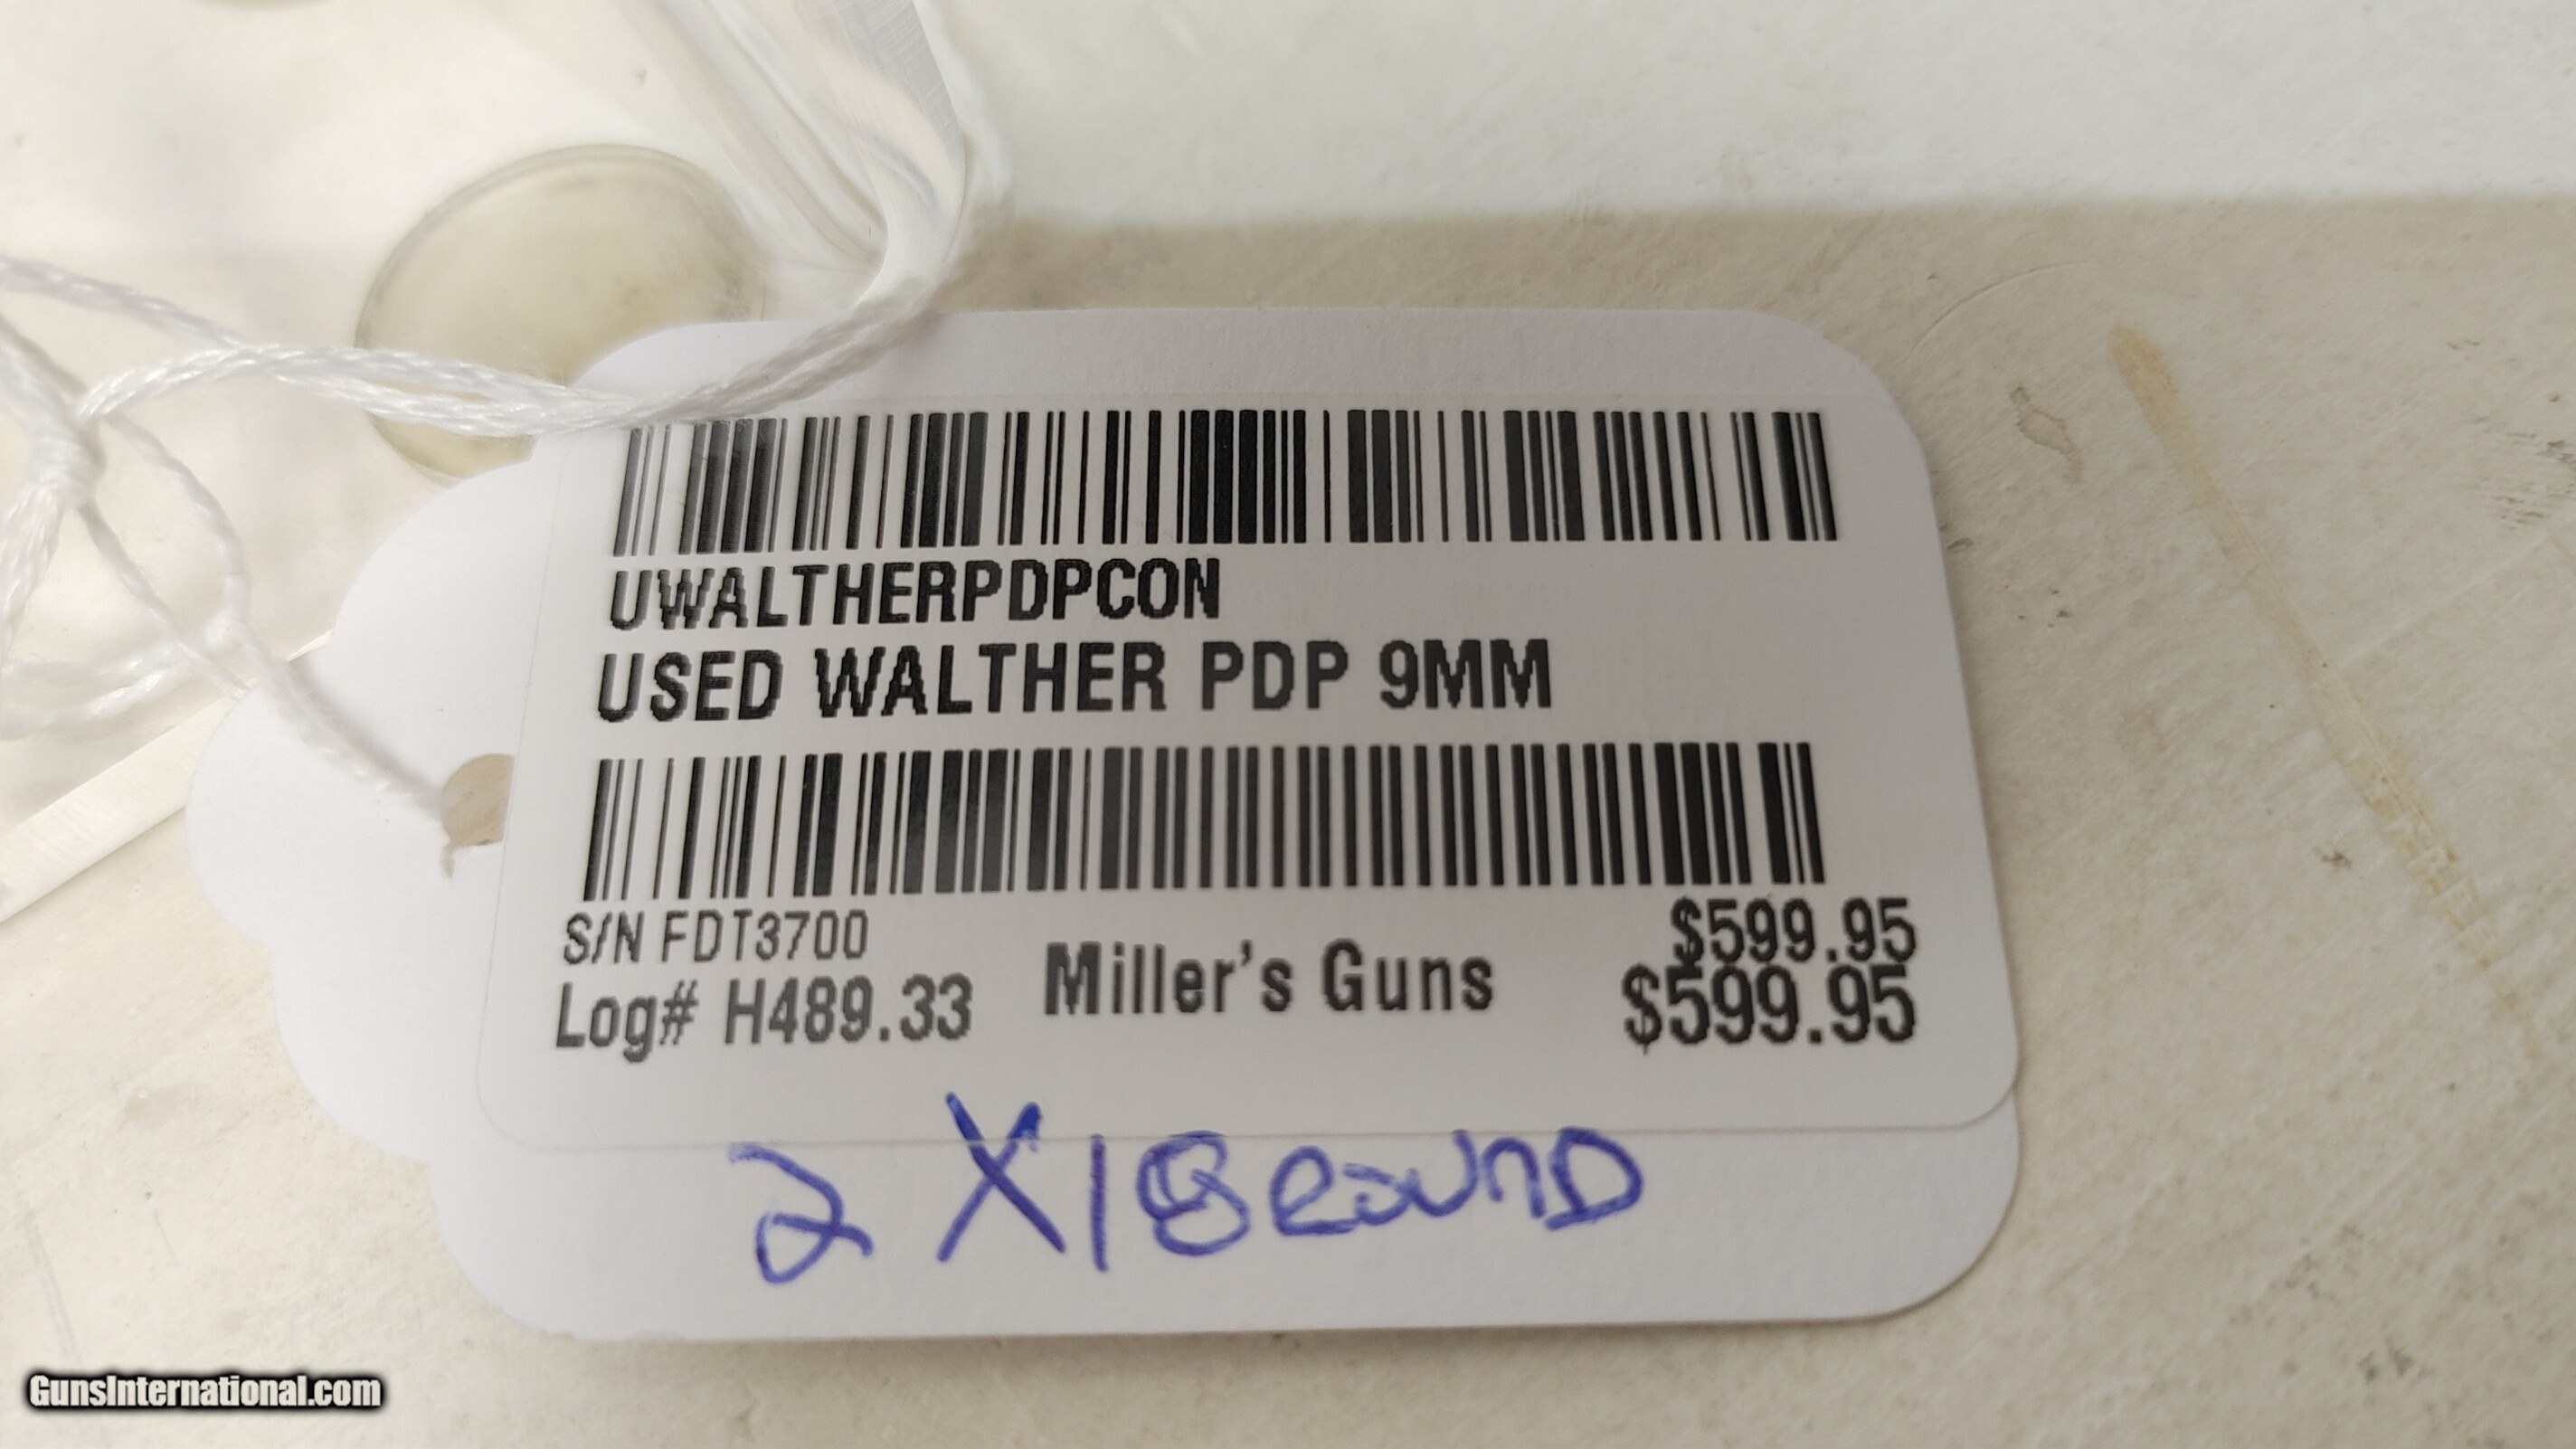 UWALTHERPDPCON
USED WALTHER PDP 9MM
S/N FDT3700
$599.95
Log# H489.33
Miller's Guns
$599.95
2 X 18 ROUND
GunsInternational.com